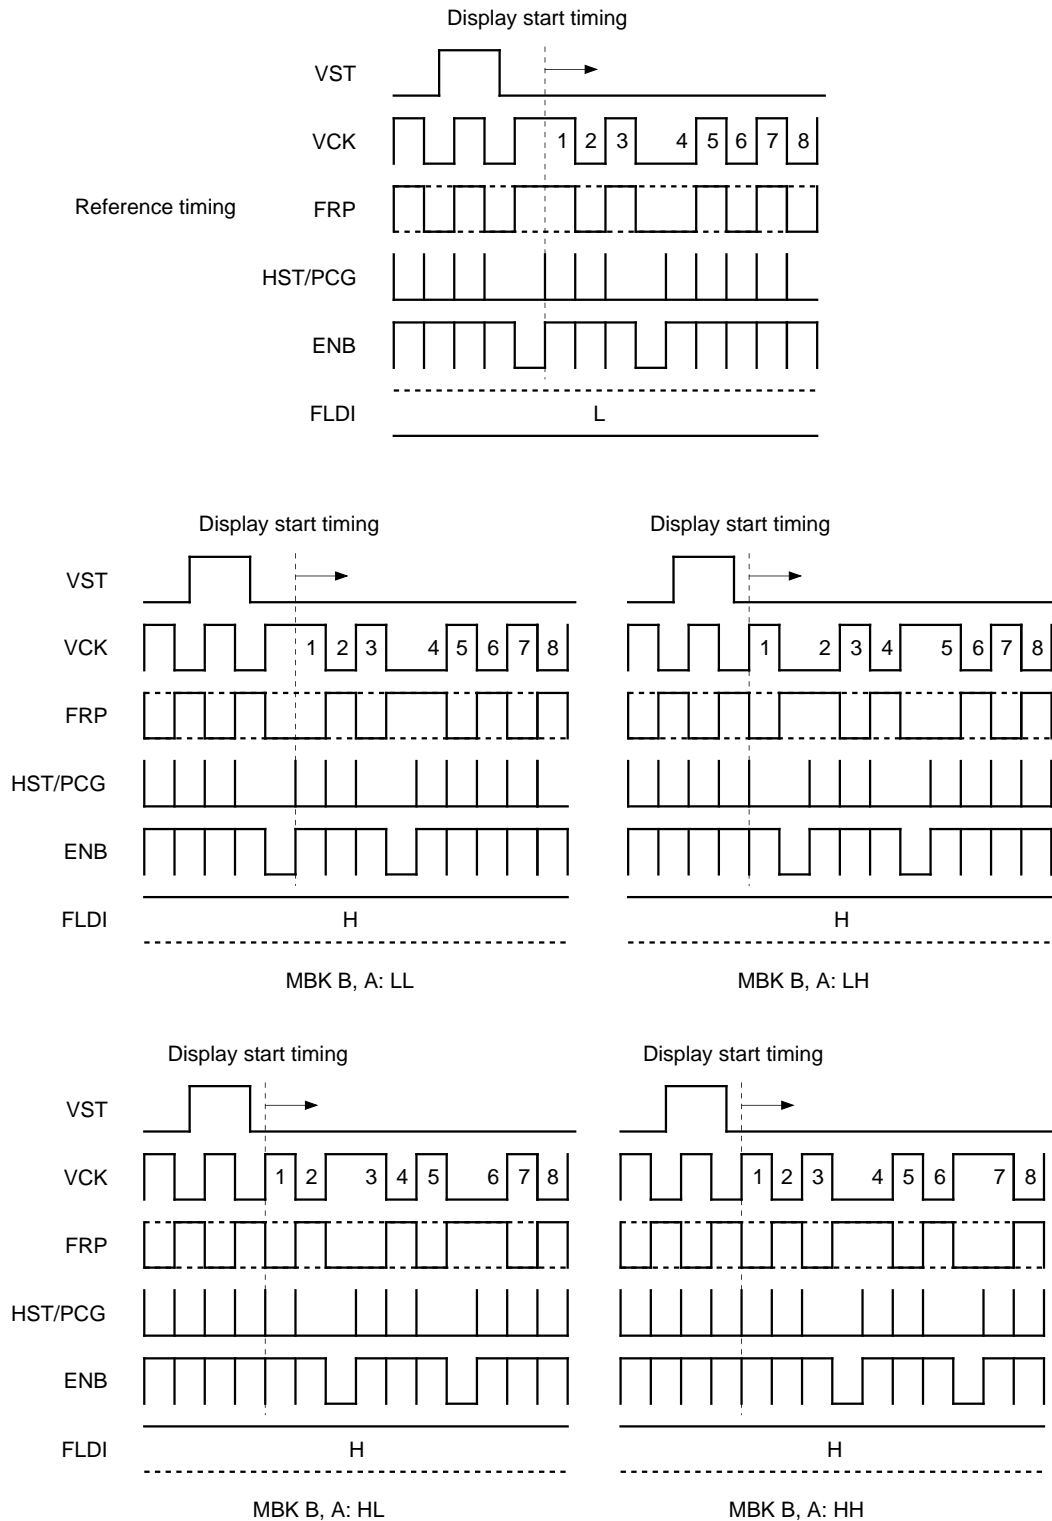 Display start timing
VST
VCK 1 2 3 4 5 6 7 8
Reference timing
FRP
HST/PCG
ENB
FLDI L
Display start timing Display start timing
VST
VCK 1 2 3 4 5 6 7 8 1 2 3 4 5 6 7 8
FRP
HST/PCG
ENB
FLDI H H
MBK B, A: LL MBK B, A: LH
Display start timing Display start timing
VST
VCK 1 2 3 4 5 6 7 8 1 2 3 4 5 6 7 8
FRP
HST/PCG
ENB
FLDI H H
MBK B, A: HL MBK B, A: HH